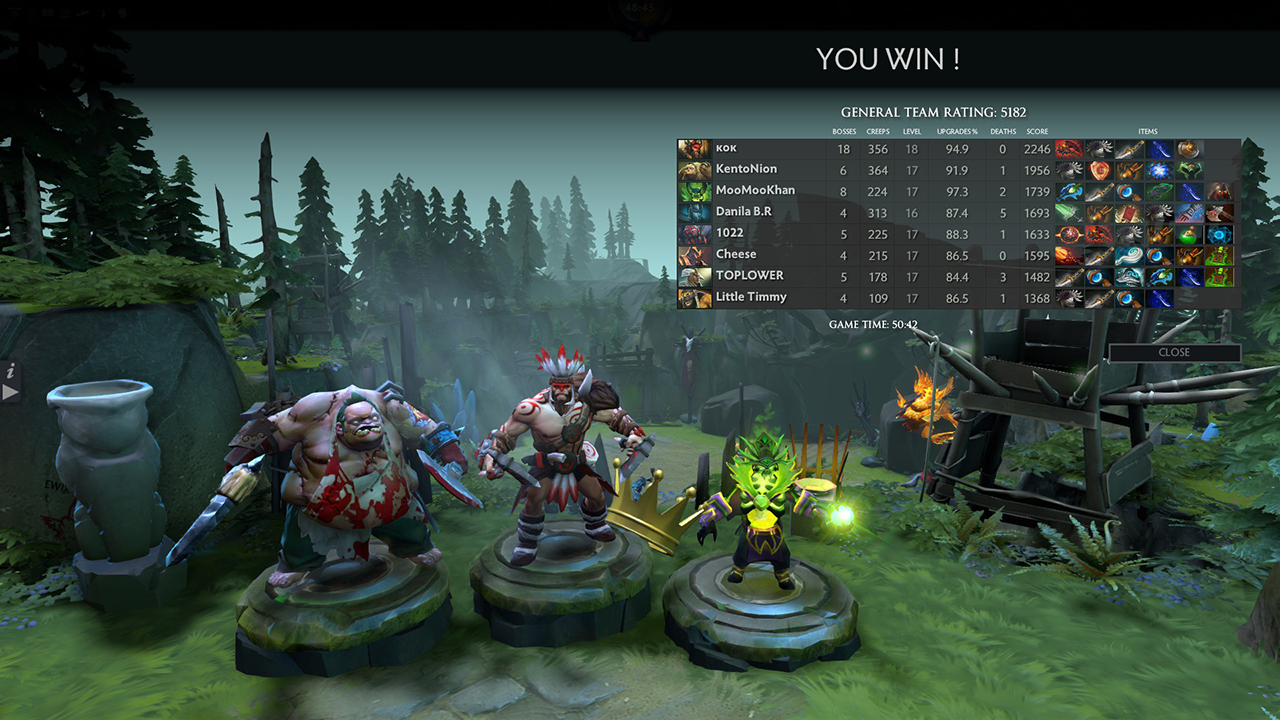 48:45
YOU WIN !
GENERAL TEAM RATING: 5182
BOSSES CREEPS LEVEL UPGRADES % DEATHS SCORE ITEMS
KOK 18 356 18 94.9 0 2246
KentoNion 6 364 17 91.9 1 1956
MooMooKhan 8 224 17 97.3 2 1739
Danila B.R 4 313 16 87.4 5 1693
1022 5 225 17 88.3 1 1633
Cheese 4 215 17 86.5 0 1595
TOPLOWER 5 178 17 84.4 3 1482
Little Timmy 4 109 17 86.5 1 1368
GAME TIME: 50:42
CLOSE
i